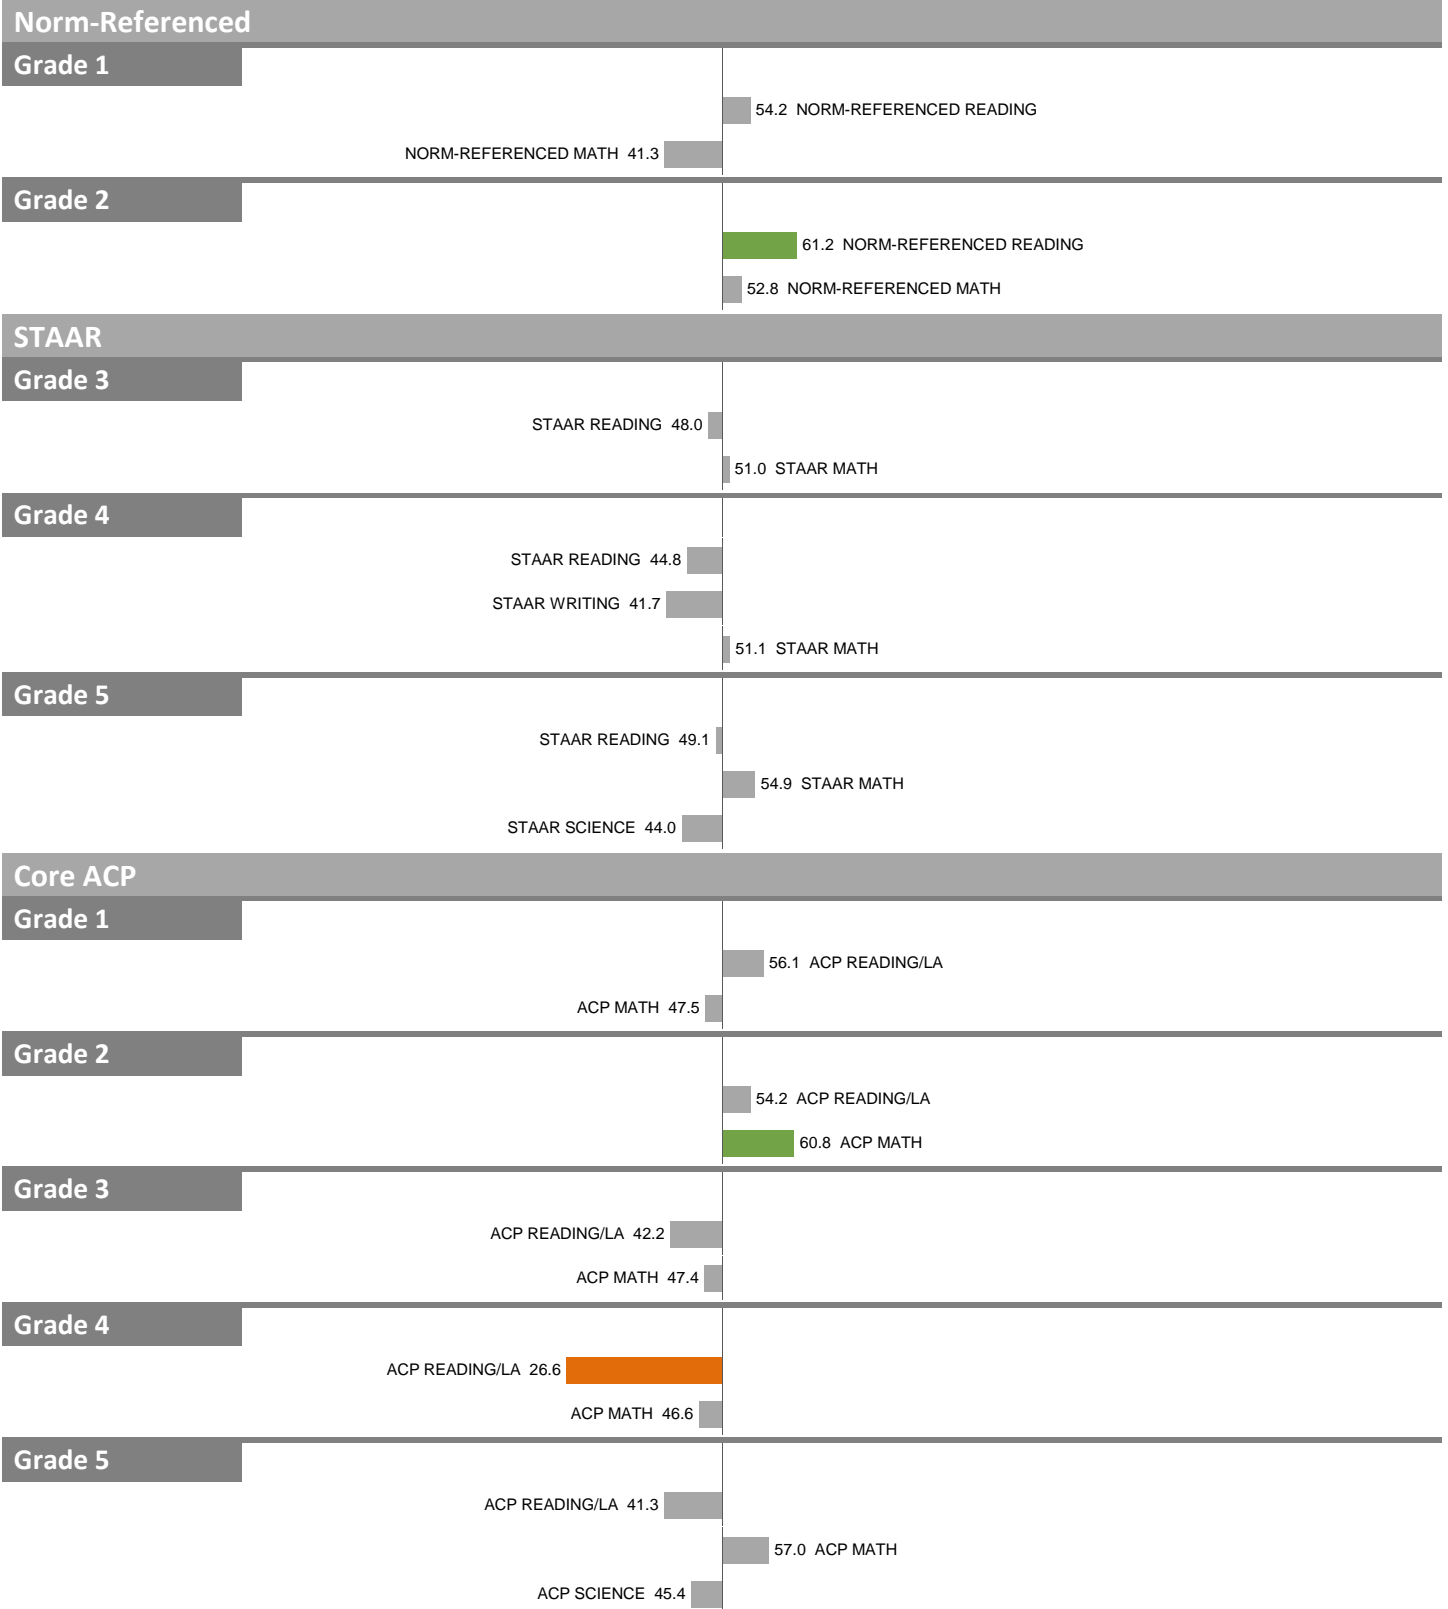 Norm-Referenced
Grade 1
54.2 NORM-REFERENCED READING
NORM-REFERENCED MATH 41.3
Grade 2
61.2 NORM-REFERENCED READING
52.8 NORM-REFERENCED MATH
STAAR
Grade 3
STAAR READING 48.0
51.0 STAAR MATH
Grade 4
STAAR READING 44.8
STAAR WRITING 41.7
51.1 STAAR MATH
Grade 5
STAAR READING 49.1
54.9 STAAR MATH
STAAR SCIENCE 44.0
Core ACP
Grade 1
56.1 ACP READING/LA
ACP MATH 47.5
Grade 2
54.2 ACP READING/LA
60.8 ACP MATH
Grade 3
ACP READING/LA 42.2
ACP MATH 47.4
Grade 4
ACP READING/LA 26.6
ACP MATH 46.6
Grade 5
ACP READING/LA 41.3
57.0 ACP MATH
ACP SCIENCE 45.4